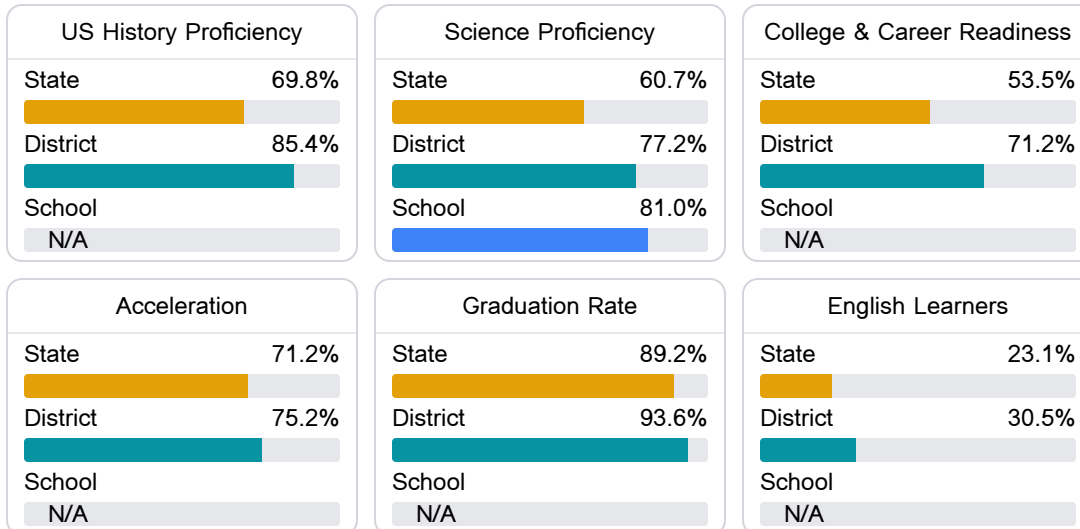 US History Proficiency
State 69.8%
District 85.4%
School
N/A
Science Proficiency
State 60.7%
District 77.2%
School 81.0%
College & Career Readiness
State 53.5%
District 71.2%
School
N/A
Acceleration
State 71.2%
District 75.2%
School
N/A
Graduation Rate
State 89.2%
District 93.6%
School
N/A
English Learners
State 23.1%
District 30.5%
School
N/A